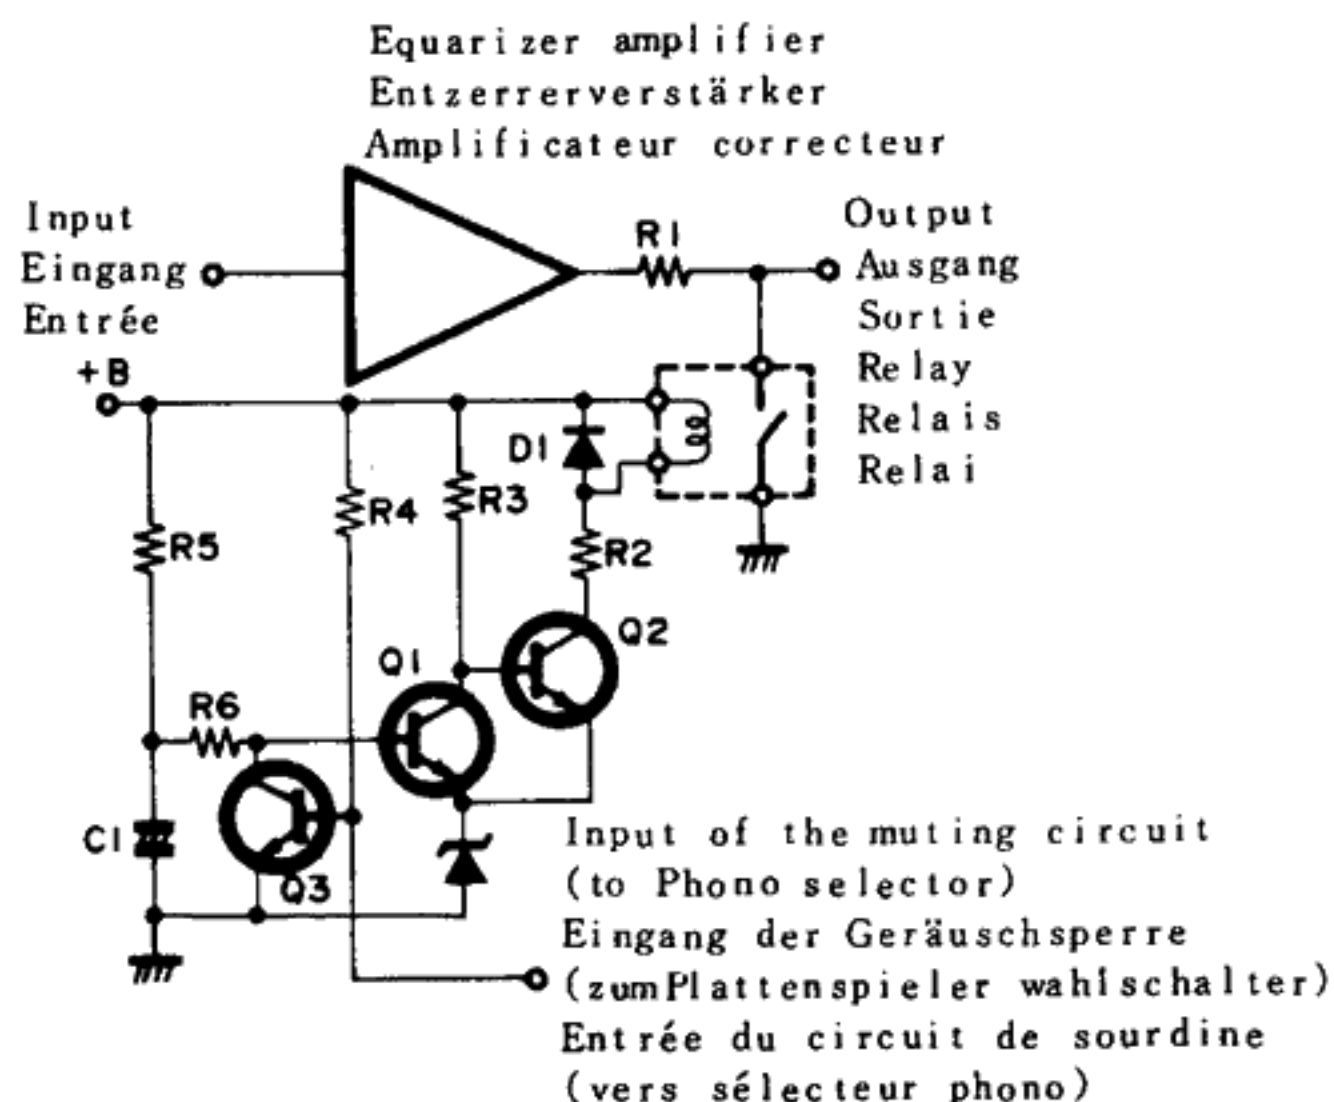 Equarizer amplifier
Entzerrerverstärker
Amplificateur correcteur
Input
Eingang
Entrée
R1
Output
Ausgang
Sortie
+B
Relay
Relais
Relai
D1
R4
R3
R5
R2
Q1
Q2
R6
C1
Q3
Input of the muting circuit
(to Phono selector)
Eingang der Geräuschsperre
(zumPlattenspieler wahlschalter)
Entrée du circuit de sourdine
(vers sélecteur phono)